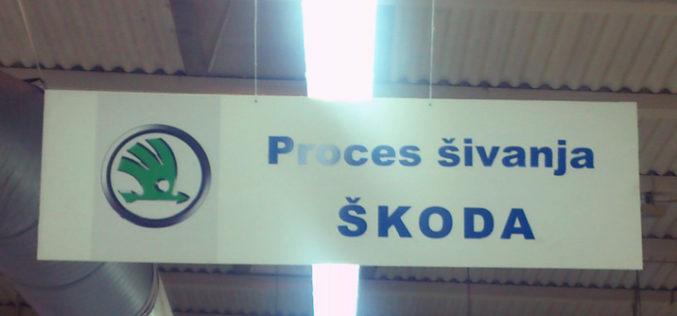 Proces šivanja
ŠKODA